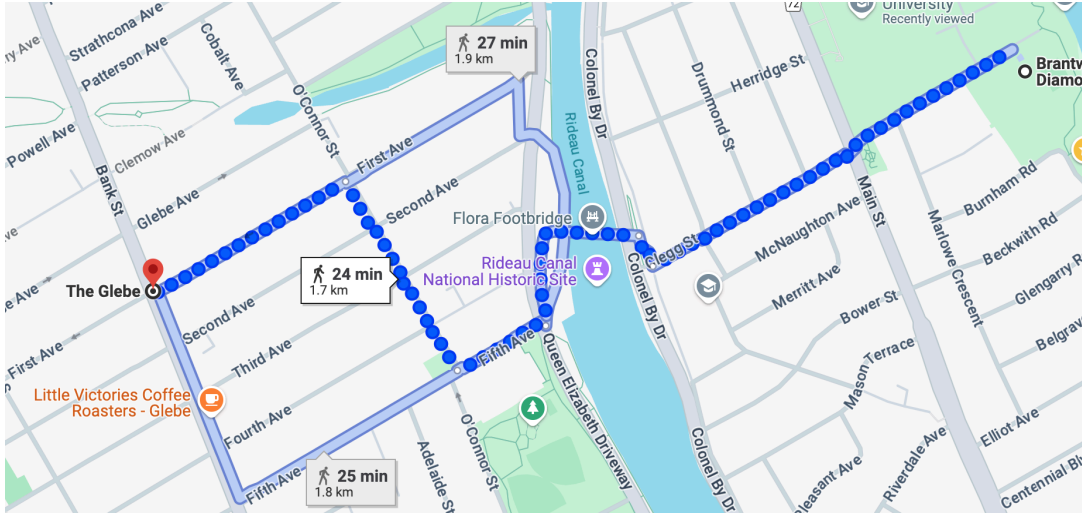 Strathcona Ave
Patterson Ave
Cobalt Ave
O'Connor St
Powell Ave
Clemow Ave
Bank St
Glebe Ave
First Ave
Second Ave
27 min
1.9 km
Colonel By Dr
Rideau Canal
Drummond St
Herridge St
72
University
Recently viewed
Brantw
Diamo
Main St
Burnham Rd
Beckwith Rd
Marlowe Crescent
Glengarry R
Belgra
McNaughton Ave
Merritt Ave
Bower St
Mason Terrace
Clegg St
Flora Footbridge
Rideau Canal
National Historic Site
Colonel By Dr
24 min
1.7 km
The Glebe
Second Ave
Third Ave
First Ave
Little Victories Coffee
Roasters - Glebe
Fourth Ave
Fifth Ave
Fifth Ave
25 min
1.8 km
Adelaide St
O'Connor St
Queen Elizabeth Driveway
Colonel By Dr
Pleasant Ave
Riverdale Ave
Elliot Ave
Centennial Bl